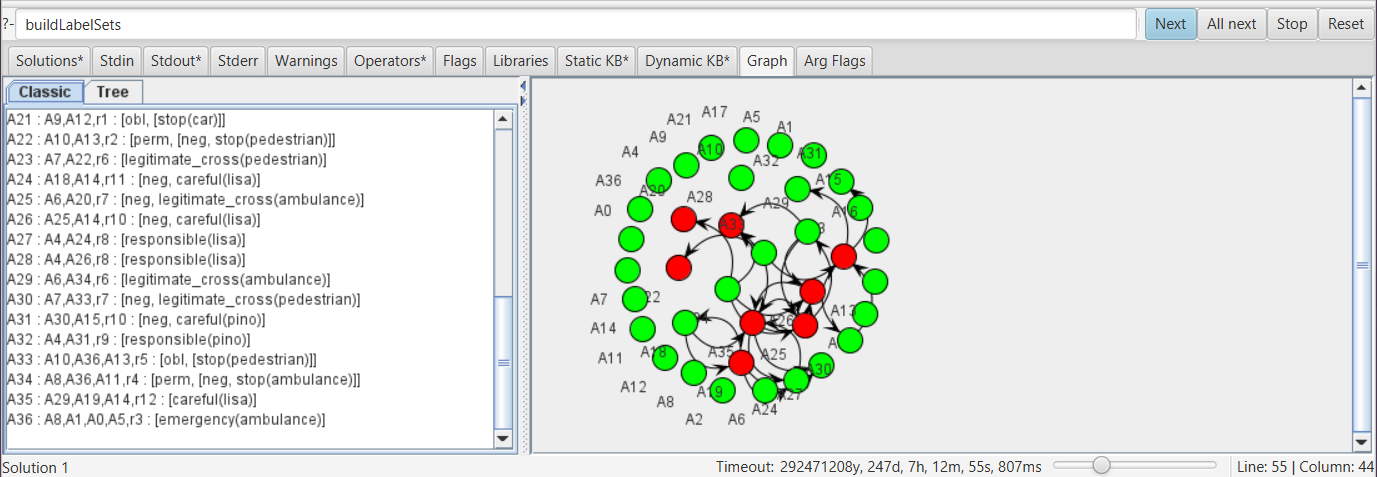 ?- buildLabelSets Next All next Stop Reset
Solutions* Stdin Stdout* Stderr Warnings Operators* Flags Libraries Static KB* Dynamic KB* Graph Arg Flags
Classic Tree
A21 : A9,A12,r1 : [obl, [stop(car)]]
A22 : A10,A13,r2 : [perm, [neg, stop(pedestrian)]]
A23 : A7,A22,r6 : [legitimate_cross(pedestrian)]
A24 : A18,A14,r11 : [neg, careful(lisa)]
A25 : A6,A20,r7 : [neg, legitimate_cross(ambulance)]
A26 : A25,A14,r10 : [neg, careful(lisa)]
A27 : A4,A24,r8 : [responsible(lisa)]
A28 : A4,A26,r8 : [responsible(lisa)]
A29 : A6,A34,r6 : [legitimate_cross(ambulance)]
A30 : A7,A33,r7 : [neg, legitimate_cross(pedestrian)]
A31 : A30,A15,r10 : [neg, careful(pino)]
A32 : A4,A31,r9 : [responsible(pino)]
A33 : A10,A36,A13,r5 : [obl, [stop(pedestrian)]]
A34 : A8,A36,A11,r4 : [perm, [neg, stop(ambulance)]]
A35 : A29,A19,A14,r12 : [careful(lisa)]
A36 : A8,A1,A0,A5,r3 : [emergency(ambulance)]
A17 A5
A21 A1
A9 A10 A31
A4 A32
A36 A20 A15
A28 A29
A0 A16
A33
A7
A13
A14 A26
A11 A18 A35 A25
A30
A12 A19 A27
A8 A24
A2 A6
Solution 1 Timeout: 292471208y, 247d, 7h, 12m, 55s, 807ms Line: 55 | Column: 44